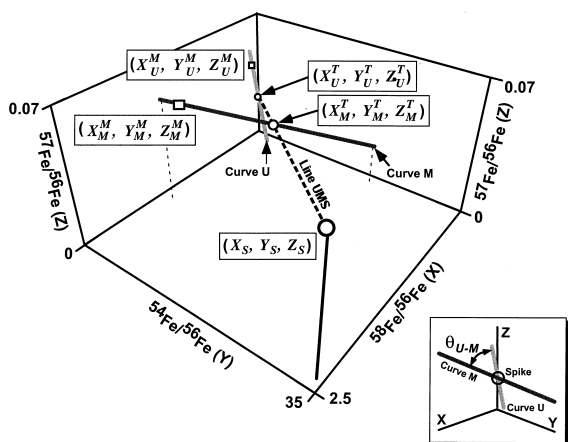 (X_U^M, Y_U^M, Z_U^M)
(X_U^T, Y_U^T, Z_U^T)
(X_M^T, Y_M^T, Z_M^T)
(X_M^M, Y_M^M, Z_M^M)
0.07
0.07
57Fe/56Fe (Z)
57Fe/56Fe (Z)
Curve U
Curve M
Line UMS
(X_S, Y_S, Z_S)
0
0
54Fe/56Fe (Y)
58Fe/56Fe (X)
35
2.5
Z
θ_U-M
Curve M
Spike
Curve U
X
Y